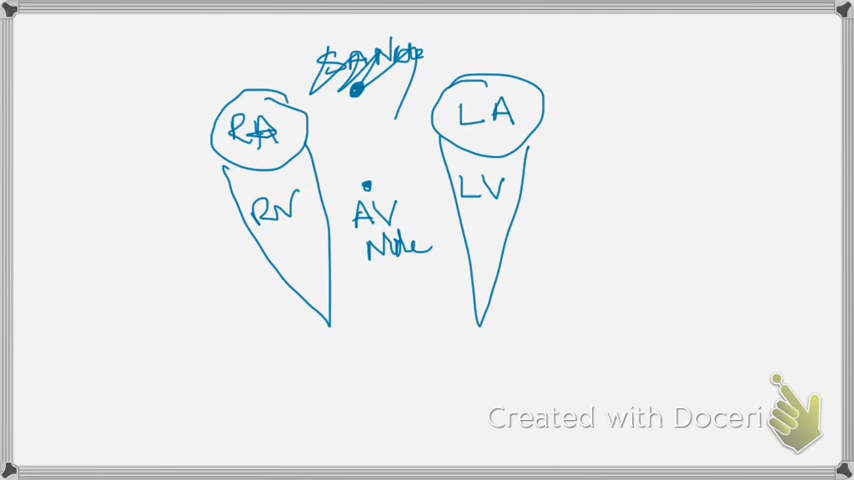 SA Node
RA
LA
RV
LV
AV
Node
Created with Doceri